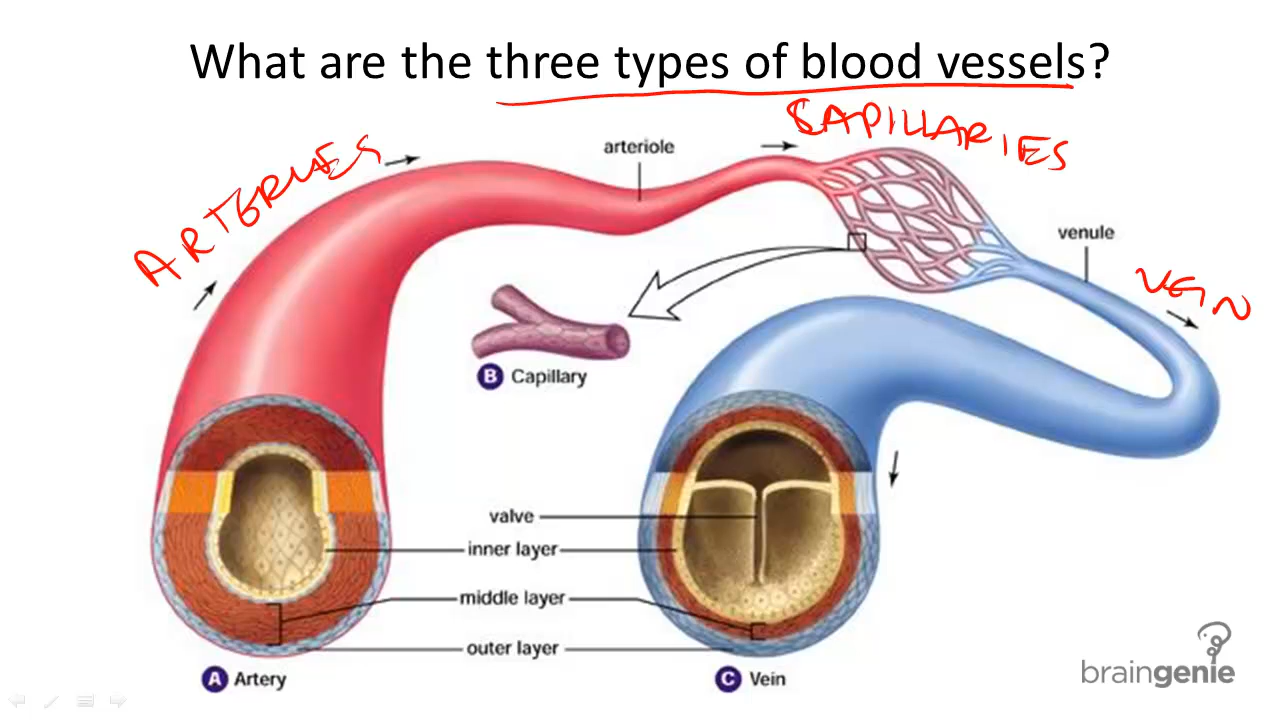 What are the three types of blood vessels?
CAPILLARIES
ARTERIES
arteriole
venule
VEIN
B Capillary
valve
inner layer
middle layer
outer layer
A Artery
C Vein
braingenie